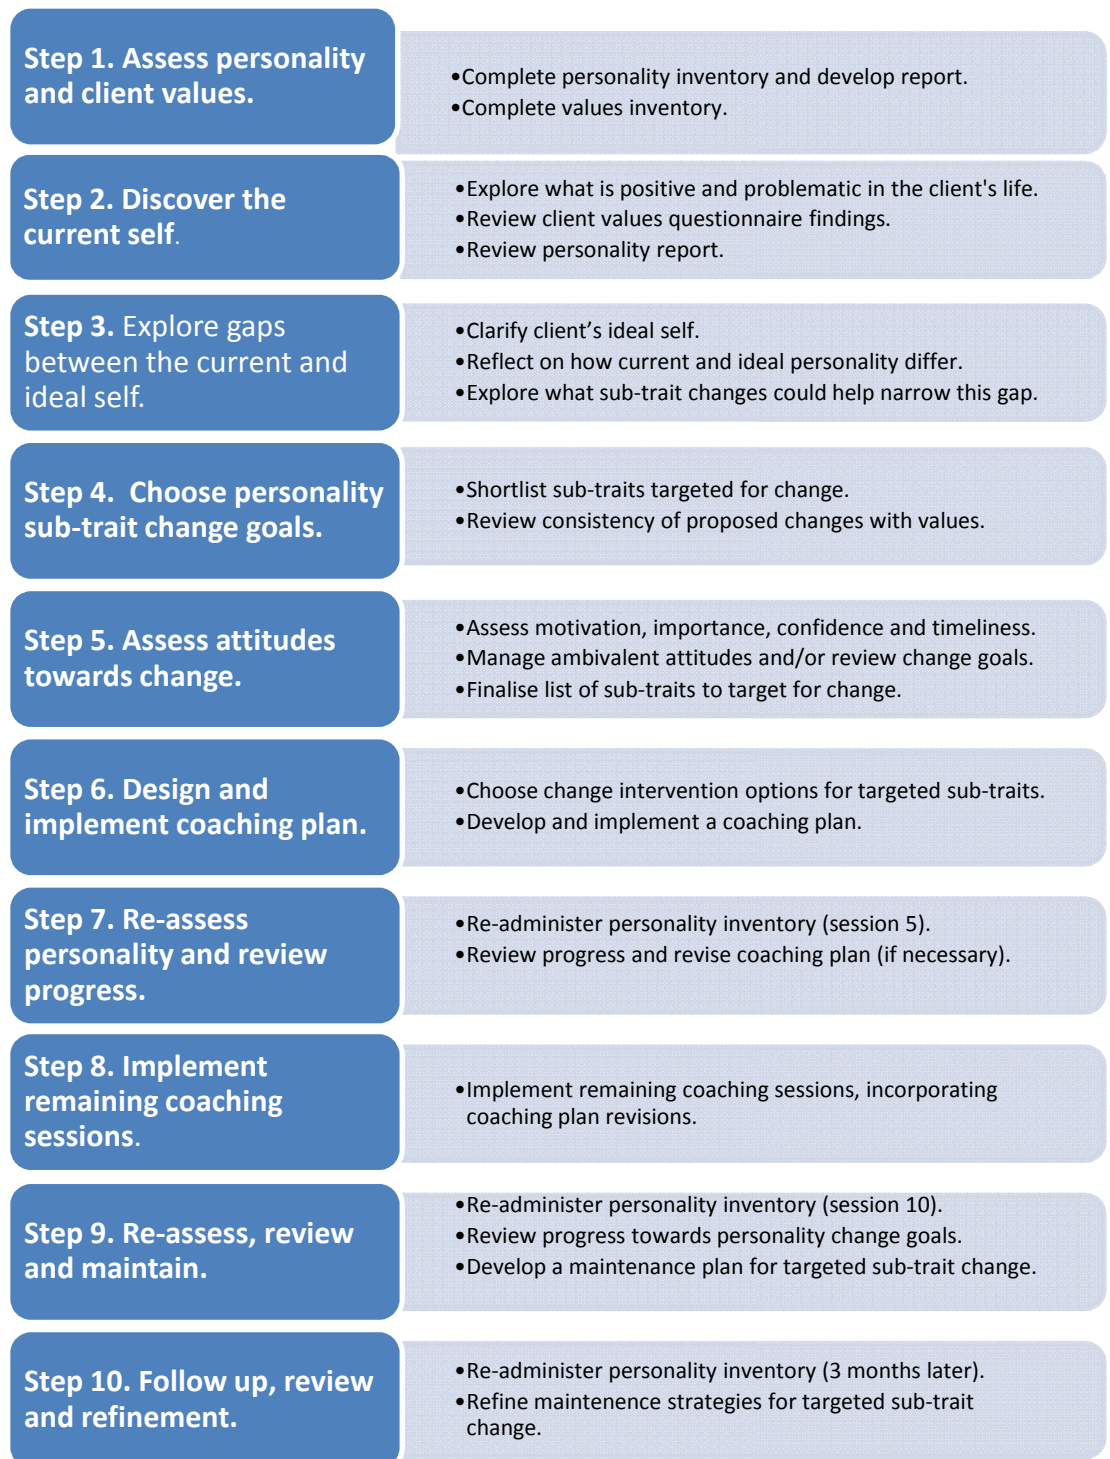 Step 1. Assess personality
and client values.
•Complete personality inventory and develop report.
•Complete values inventory.
Step 2. Discover the
current self.
•Explore what is positive and problematic in the client's life.
•Review client values questionnaire findings.
•Review personality report.
Step 3. Explore gaps
between the current and
ideal self.
•Clarify client’s ideal self.
•Reflect on how current and ideal personality differ.
•Explore what sub-trait changes could help narrow this gap.
Step 4.  Choose personality
sub-trait change goals.
•Shortlist sub-traits targeted for change.
•Review consistency of proposed changes with values.
Step 5. Assess attitudes
towards change.
•Assess motivation, importance, confidence and timeliness.
•Manage ambivalent attitudes and/or review change goals.
•Finalise list of sub-traits to target for change.
Step 6. Design and
implement coaching plan.
•Choose change intervention options for targeted sub-traits.
•Develop and implement a coaching plan.
Step 7. Re-assess
personality and review
progress.
•Re-administer personality inventory (session 5).
•Review progress and revise coaching plan (if necessary).
Step 8. Implement
remaining coaching
sessions.
•Implement remaining coaching sessions, incorporating
coaching plan revisions.
Step 9. Re-assess, review
and maintain.
•Re-administer personality inventory (session 10).
•Review progress towards personality change goals.
•Develop a maintenance plan for targeted sub-trait change.
Step 10. Follow up, review
and refinement.
•Re-administer personality inventory (3 months later).
•Refine maintenence strategies for targeted sub-trait
change.